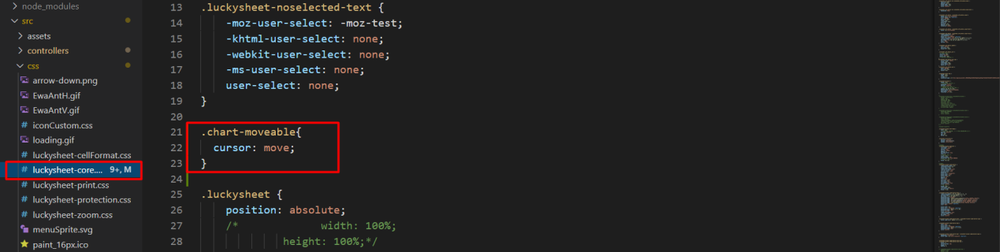 node_modules
src
assets
controllers
css
arrow-down.png
EwaAntH.gif
EwaAntV.gif
# iconCustom.css
loading.gif
# luckysheet-cellFormat.css
# luckysheet-core.... 9+, M
# luckysheet-print.css
# luckysheet-protection.css
# luckysheet-zoom.css
menuSprite.svg
paint_16px.ico
13 .luckysheet-noselected-text {
14 -moz-user-select: -moz-test;
15 -khtml-user-select: none;
16 -webkit-user-select: none;
17 -ms-user-select: none;
18 user-select: none;
19 }
20
21 .chart-moveable{
22 cursor: move;
23 }
24
25 .luckysheet {
26 position: absolute;
27 /* width: 100%;
28 height: 100%;*/